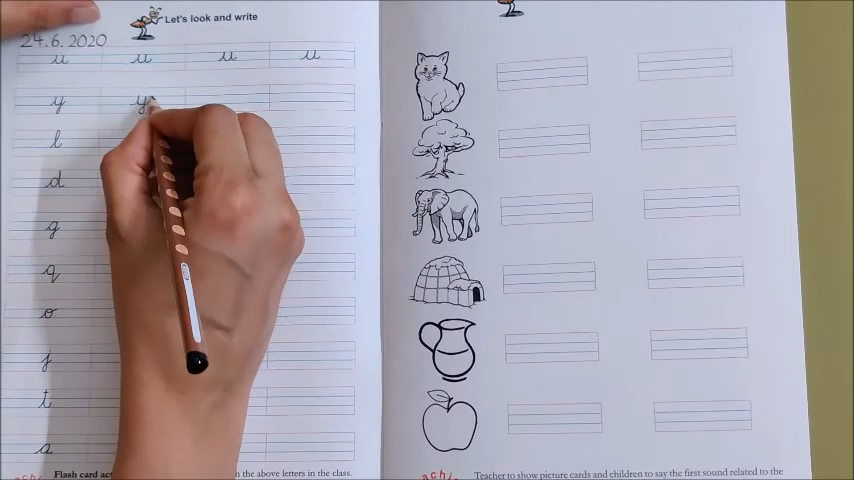 Let's look and write
24.6.2020
u u u u
y y
l
d
g
q
o
j
t
a
Flash card
n the above letters in the class.
Teacher to show picture cards and children to say the first sound related to the